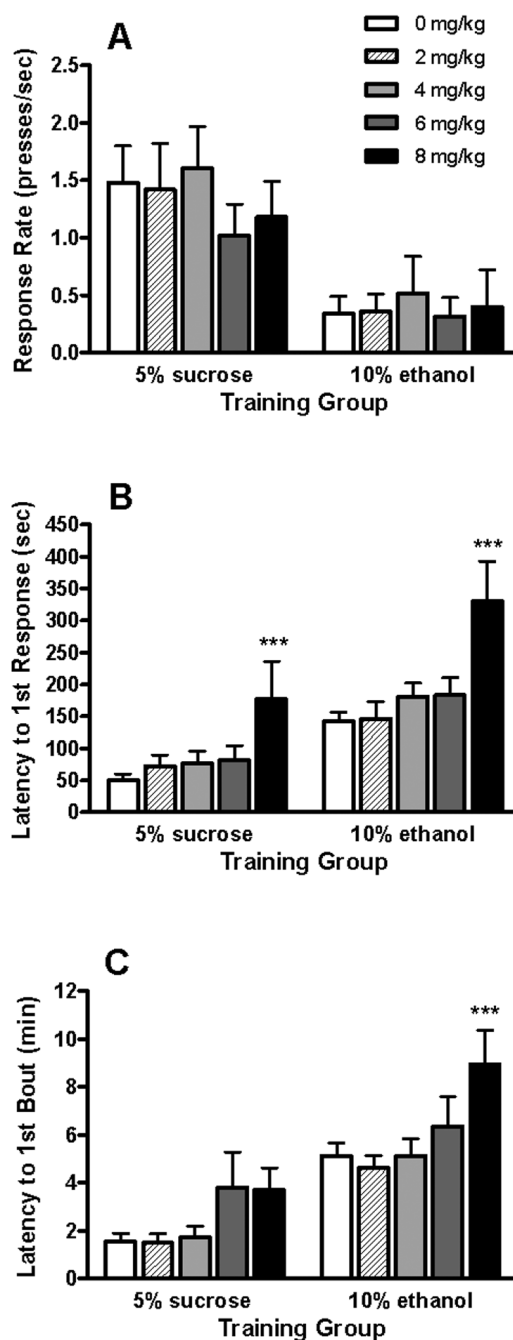 A
0 mg/kg
2 mg/kg
4 mg/kg
6 mg/kg
8 mg/kg
Response Rate (presses/sec)
2.5
2.0
1.5
1.0
0.5
0.0
5% sucrose 10% ethanol
Training Group
B
Latency to 1st Response (sec)
450
400
350
300
250
200
150
100
50
0
***
***
5% sucrose 10% ethanol
Training Group
C
Latency to 1st Bout (min)
12
10
8
6
4
2
0
***
5% sucrose 10% ethanol
Training Group